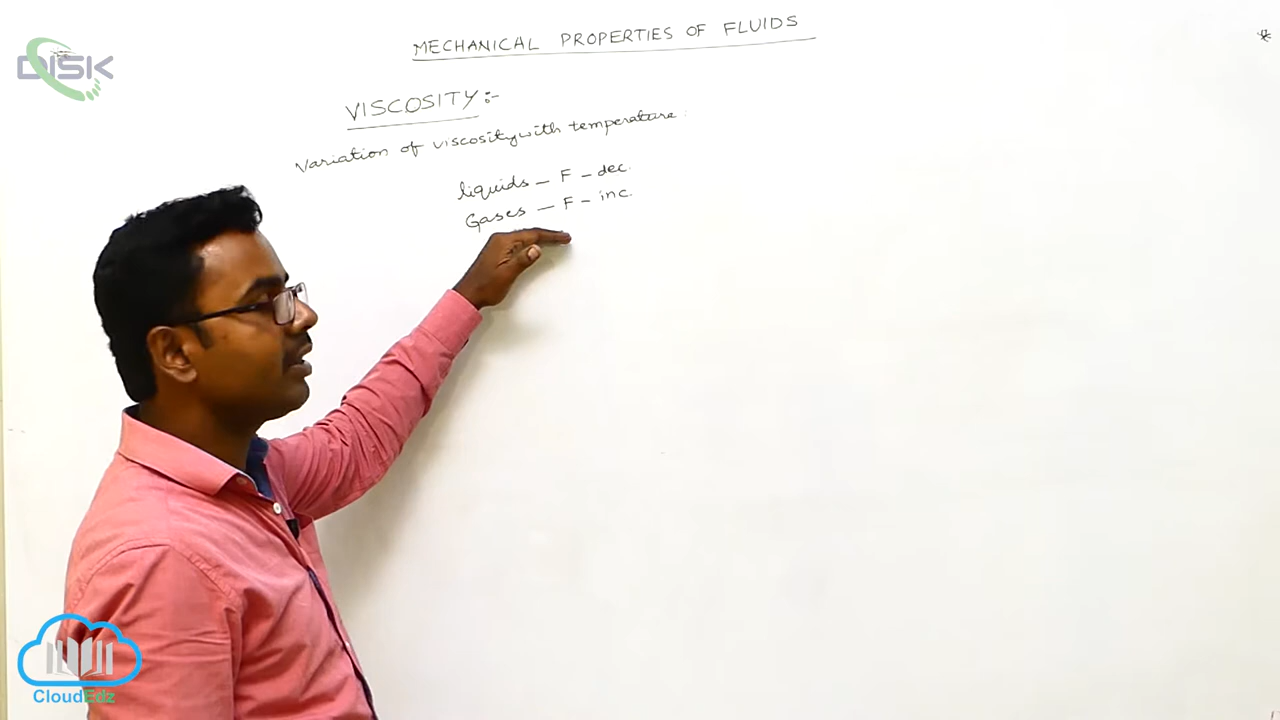 MECHANICAL PROPERTIES OF FLUIDS
DISK
VISCOSITY :-
Variation of viscosity with temperature :
liquids — F – dec.
Gases — F – inc.
CloudEdz